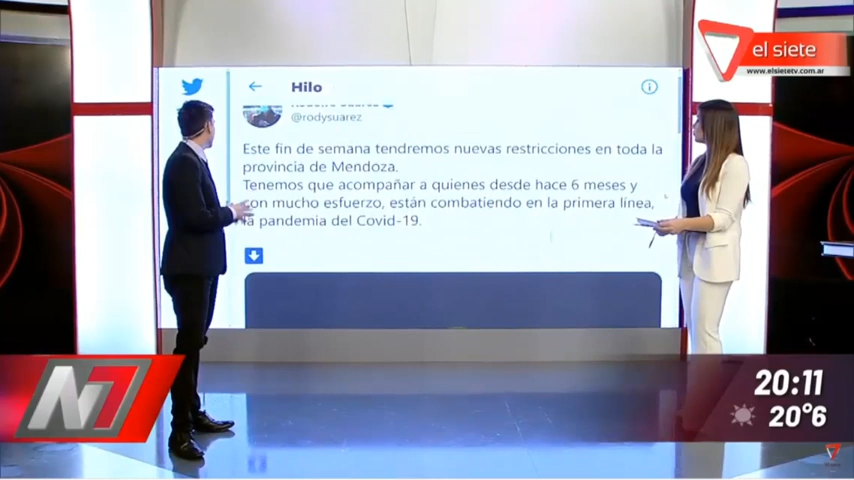 el siete
www.elsietetv.com.ar
Hilo
@rodysuarez
Este fin de semana tendremos nuevas restricciones en toda la
provincia de Mendoza.
Tenemos que acompañar a quienes desde hace 6 meses y
con mucho esfuerzo, están combatiendo en la primera línea,
la pandemia del Covid-19.
N7
20:11
20°6